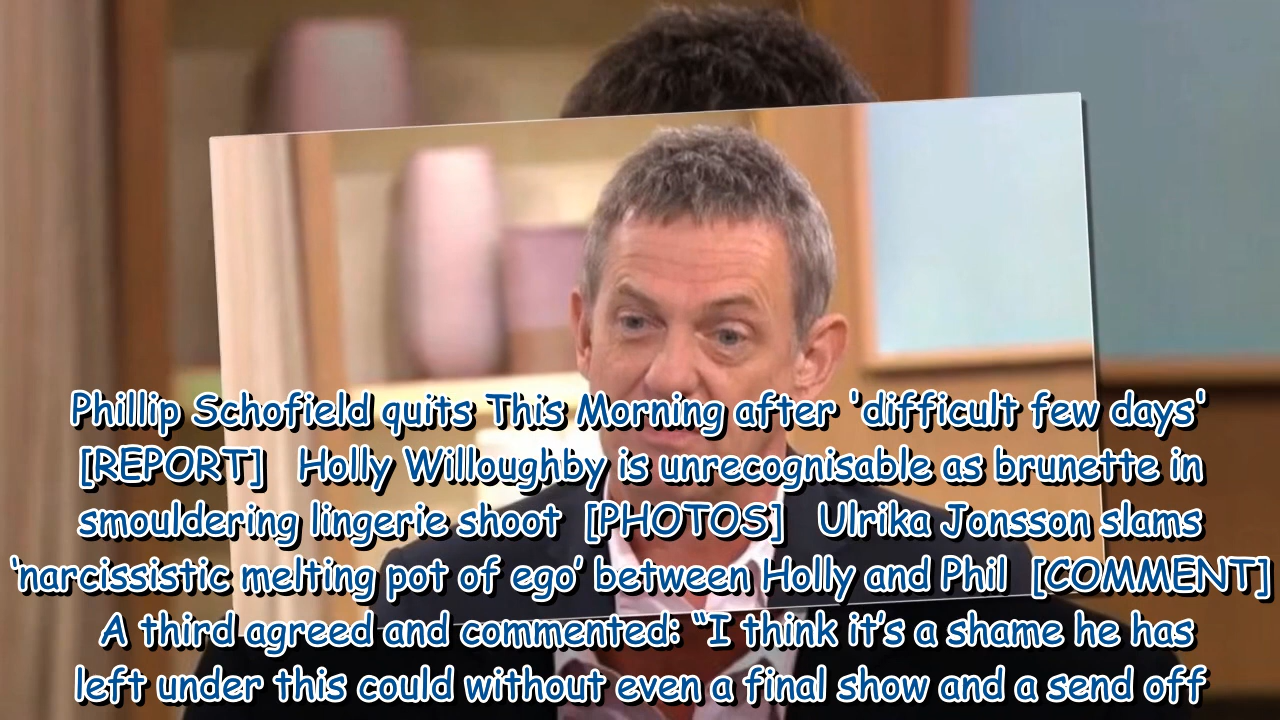 Phillip Schofield quits This Morning after 'difficult few days'
[REPORT] Holly Willoughby is unrecognisable as brunette in
smouldering lingerie shoot [PHOTOS] Ulrika Jonsson slams
‘narcissistic melting pot of ego’ between Holly and Phil [COMMENT]
A third agreed and commented: “I think it’s a shame he has
left under this could without even a final show and a send off